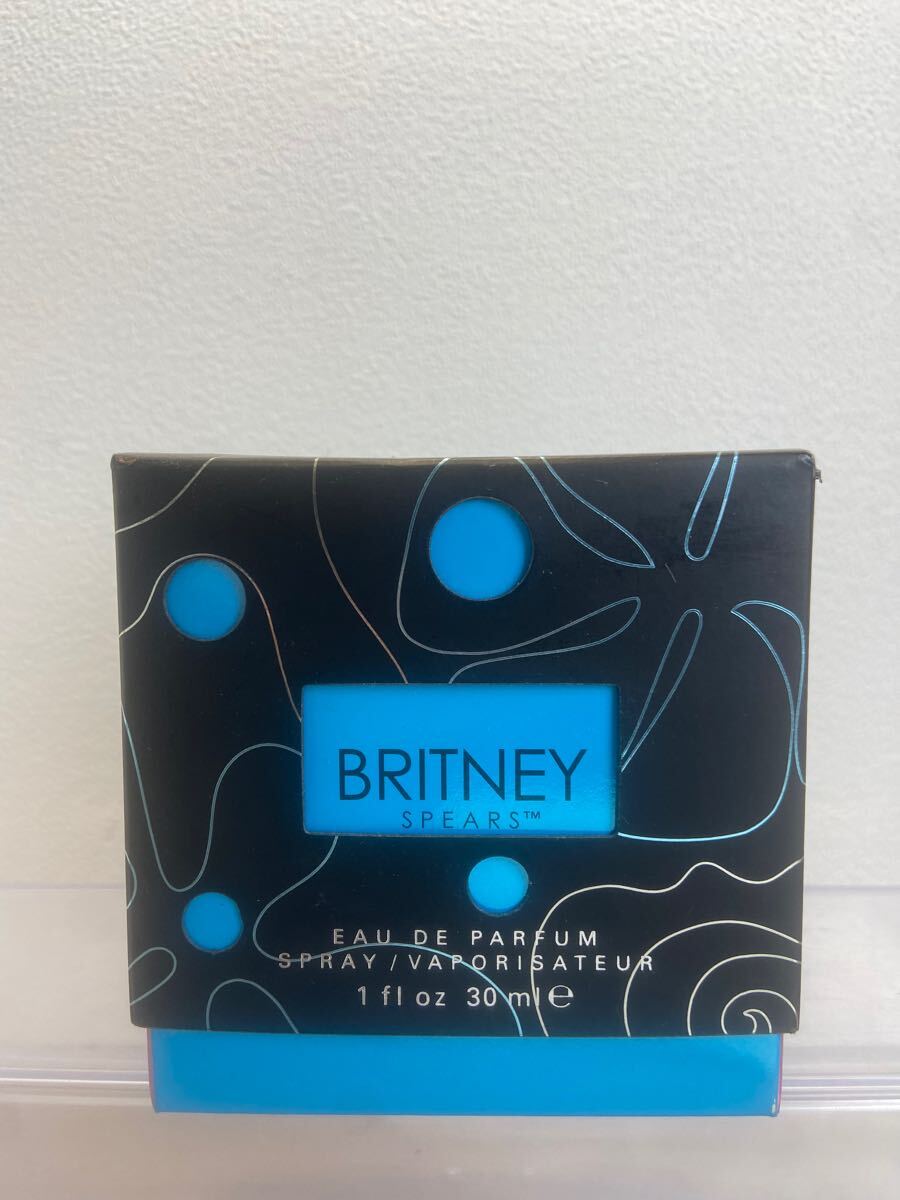 BRITNEY
SPEARS™
EAU DE PARFUM
SPRAY/VAPORISATEUR
1 fl oz 30 ml ℮